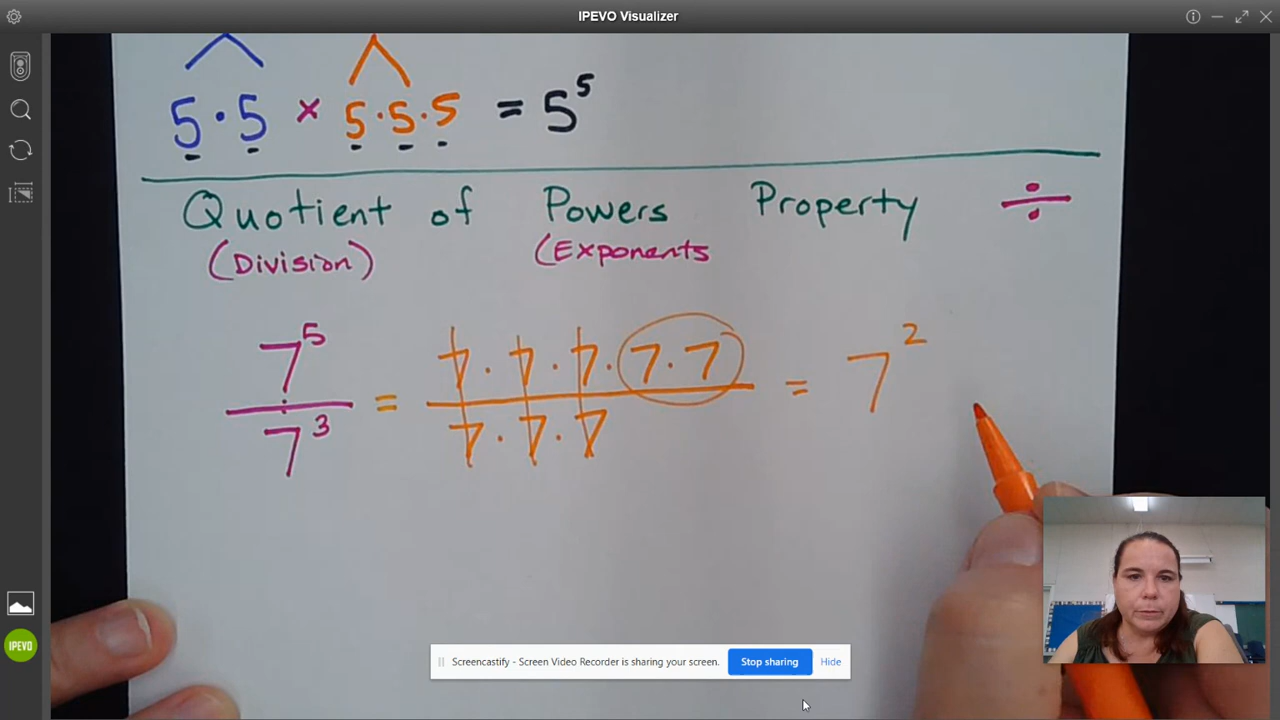 IPEVO Visualizer
5 · 5 × 5 · 5 · 5 = 5⁵
Quotient of Powers Property ÷
(Division) (Exponents
7⁵ / 7³ = 7 · 7 · 7 · 7 · 7 / 7 · 7 · 7 = 7²
Screencastify - Screen Video Recorder is sharing your screen. Stop sharing Hide
IPEVO